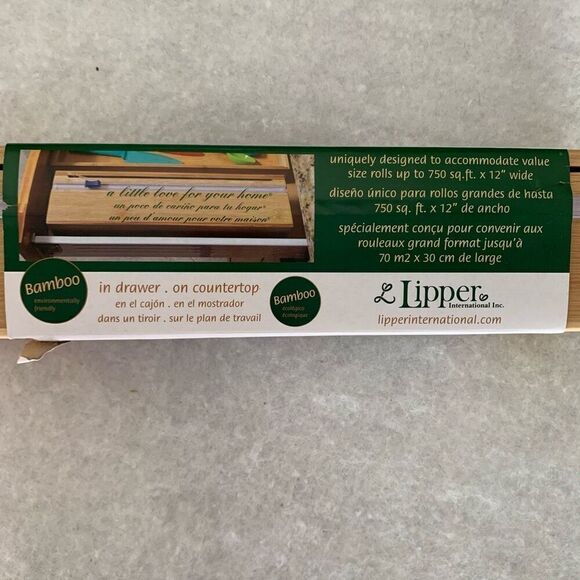 a little love for your home®
un poco de cariño para tu hogar®
un peu d'amour pour votre maison®
uniquely designed to accommodate value
size rolls up to 750 sq.ft. x 12" wide
diseño único para rollos grandes de hasta
750 sq. ft. x 12" de ancho
spécialement conçu pour convenir aux
rouleaux grand format jusqu'à
70 m2 x 30 cm de large
Bamboo
environmentally
friendly
in drawer . on countertop
en el cajón . en el mostrador
dans un tiroir . sur le plan de travail
Bamboo
ecológico
écologique
L Lipper
International Inc.
lipperinternational.com